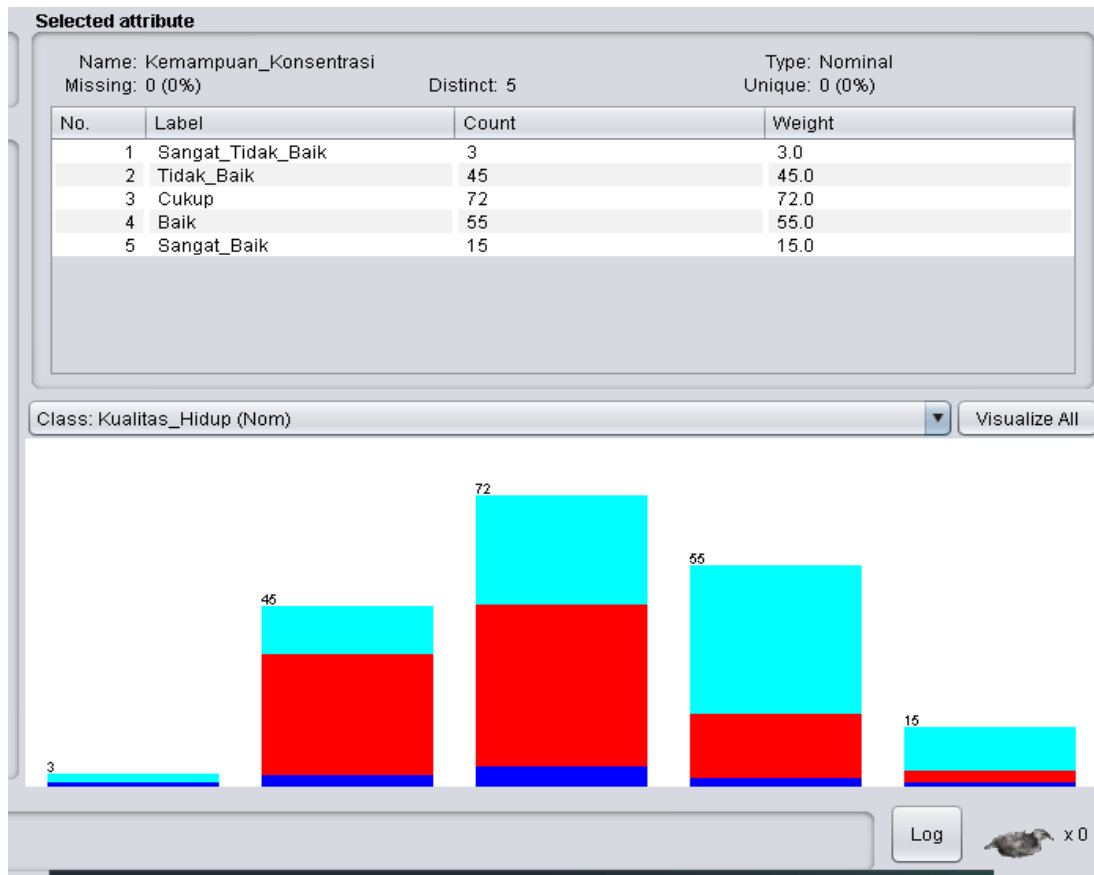 Selected attribute
Name: Kemampuan_Konsentrasi Type: Nominal
Missing: 0 (0%) Distinct: 5 Unique: 0 (0%)
No. Label Count Weight
1 Sangat_Tidak_Baik 3 3.0
2 Tidak_Baik 45 45.0
3 Cukup 72 72.0
4 Baik 55 55.0
5 Sangat_Baik 15 15.0
Class: Kualitas_Hidup (Nom) Visualize All
3 45 72 55 15
Log x 0